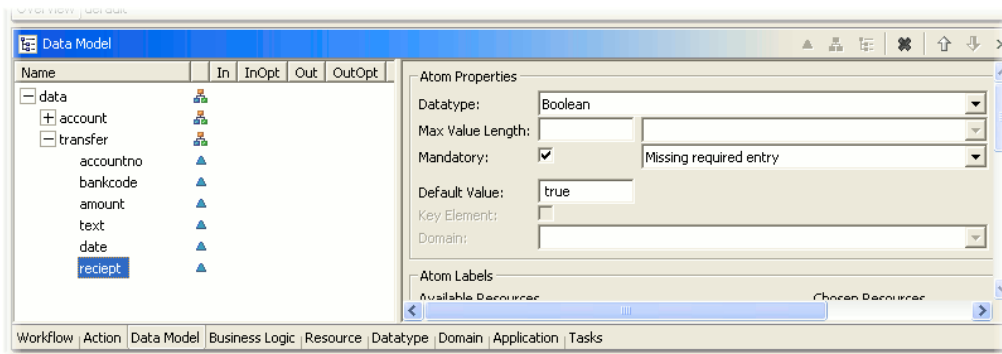 Overview default
Data Model
Name In InOpt Out OutOpt
data
account
transfer
accountno
bankcode
amount
text
date
reciept
Atom Properties
Datatype: Boolean
Max Value Length:
Mandatory: Missing required entry
Default Value: true
Key Element:
Domain:
Atom Labels
Available Resources Chosen Resources
Workflow Action Data Model Business Logic Resource Datatype Domain Application Tasks